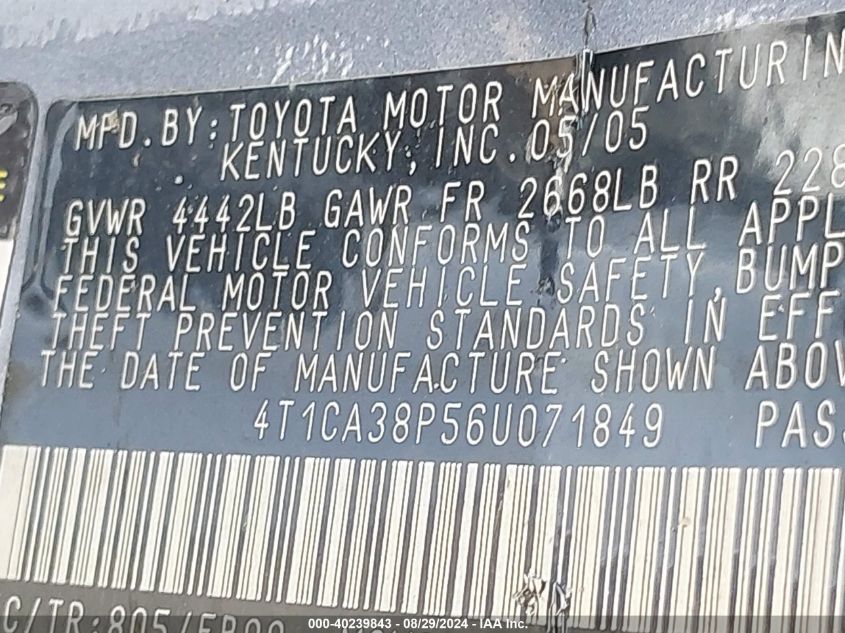 MFD. BY: TOYOTA MOTOR MANUFACTURIN
KENTUCKY, INC. 05/05
GVWR 4442LB GAWR FR 2668LB RR 228
THIS VEHICLE CONFORMS TO ALL APPL
FEDERAL MOTOR VEHICLE SAFETY, BUMP
THEFT PREVENTION STANDARDS IN EFF
THE DATE OF MANUFACTURE SHOWN ABOV
4T1CA38P56U071849 PAS
C/TR:805/
000-40239843 - 08/29/2024 - IAA Inc.